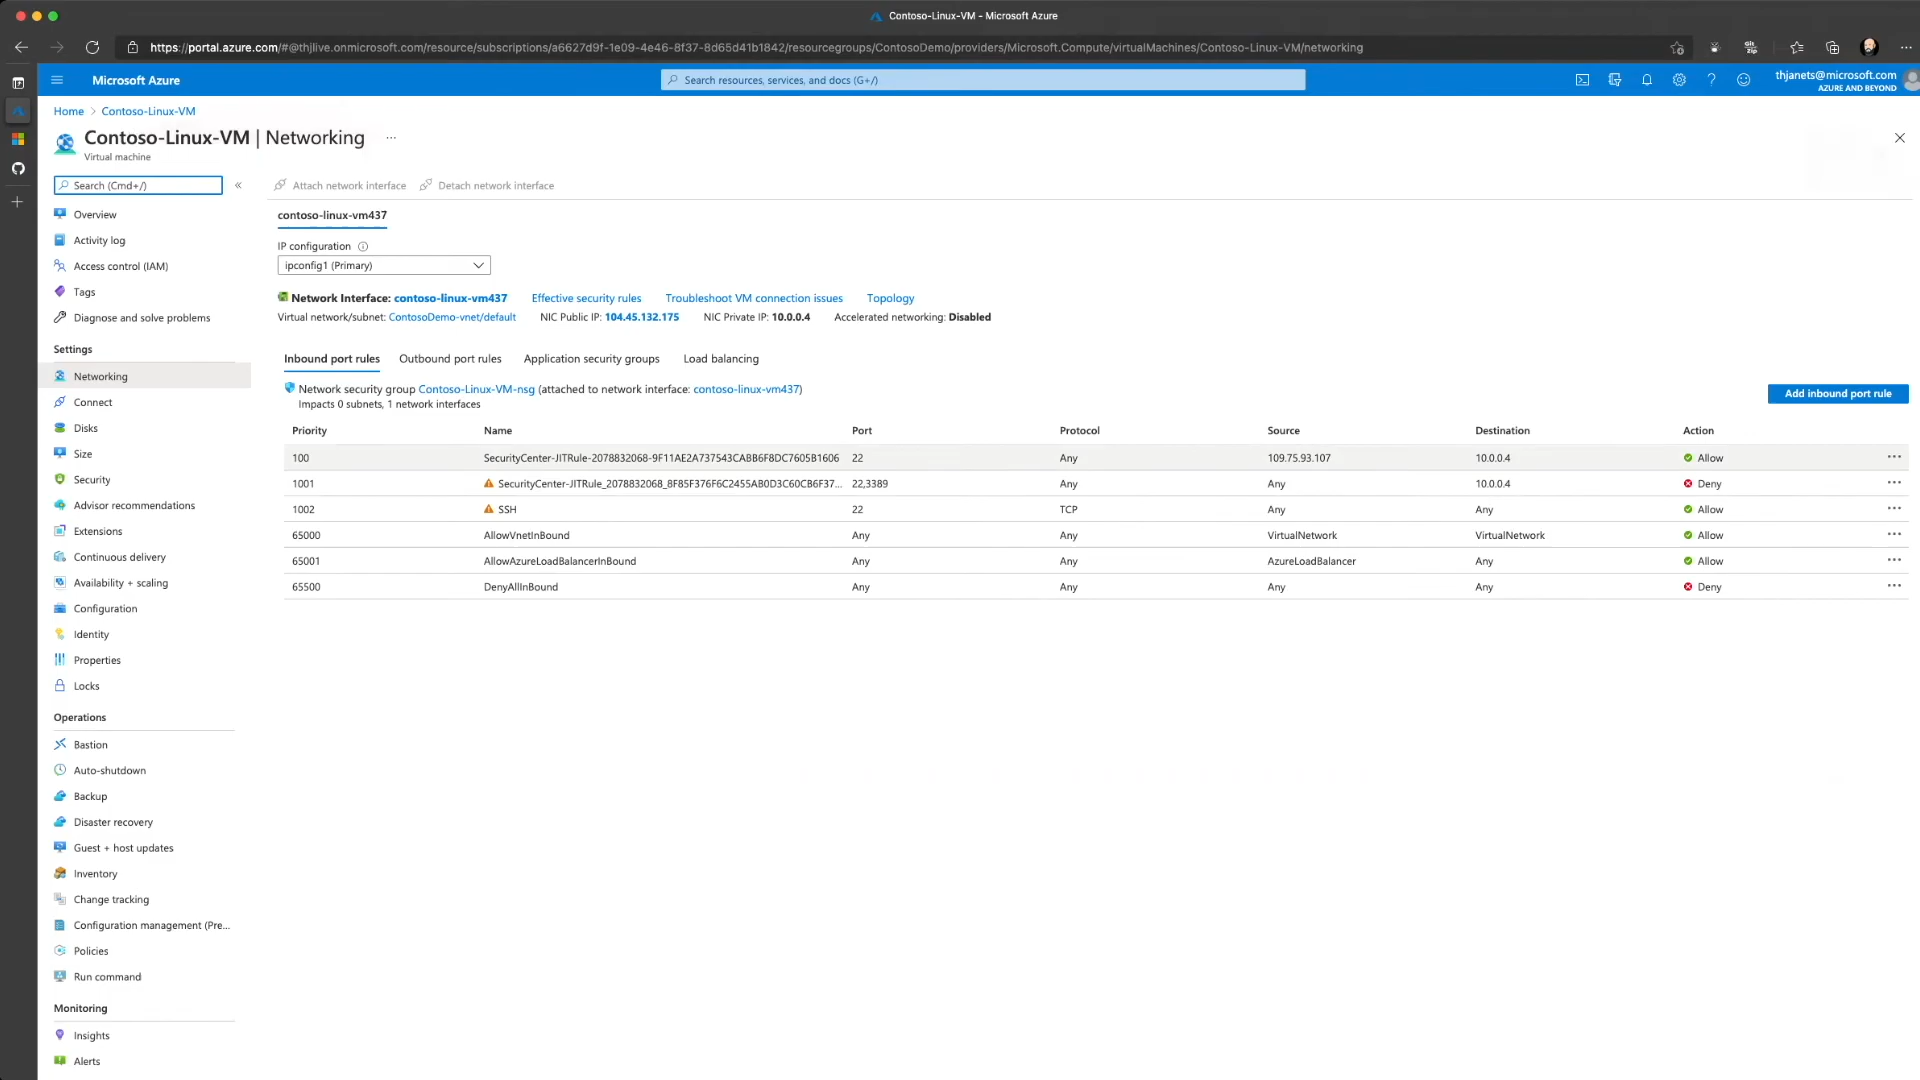 Contoso-Linux-VM - Microsoft Azure
https://portal.azure.com/#@thjlive.onmicrosoft.com/resource/subscriptions/a6627d9f-1e09-4e46-8f37-8d65d41b1842/resourcegroups/ContosoDemo/providers/Microsoft.Compute/virtualMachines/Contoso-Linux-VM/networking
Microsoft Azure
Search resources, services, and docs (G+/)
thjanets@microsoft.com
AZURE AND BEYOND
Home > Contoso-Linux-VM
Contoso-Linux-VM | Networking ...
Virtual machine
Search (Cmd+/) «
Overview
Activity log
Access control (IAM)
Tags
Diagnose and solve problems
Settings
Networking
Connect
Disks
Size
Security
Advisor recommendations
Extensions
Continuous delivery
Availability + scaling
Configuration
Identity
Properties
Locks
Operations
Bastion
Auto-shutdown
Backup
Disaster recovery
Guest + host updates
Inventory
Change tracking
Configuration management (Pre...
Policies
Run command
Monitoring
Insights
Alerts
Attach network interface Detach network interface
contoso-linux-vm437
IP configuration
ipconfig1 (Primary)
Network Interface: contoso-linux-vm437 Effective security rules Troubleshoot VM connection issues Topology
Virtual network/subnet: ContosoDemo-vnet/default NIC Public IP: 104.45.132.175 NIC Private IP: 10.0.0.4 Accelerated networking: Disabled
Inbound port rules Outbound port rules Application security groups Load balancing
Network security group Contoso-Linux-VM-nsg (attached to network interface: contoso-linux-vm437)
Impacts 0 subnets, 1 network interfaces
Add inbound port rule
Priority Name Port Protocol Source Destination Action
100 SecurityCenter-JITRule-2078832068-9F11AE2A737543CABB6F8DC7605B1606 22 Any 109.75.93.107 10.0.0.4 Allow ...
1001 SecurityCenter-JITRule_2078832068_8F85F376F6C2455AB0D3C60CB6F37... 22,3389 Any Any 10.0.0.4 Deny ...
1002 SSH 22 TCP Any Any Allow ...
65000 AllowVnetInBound Any Any VirtualNetwork VirtualNetwork Allow ...
65001 AllowAzureLoadBalancerInBound Any Any AzureLoadBalancer Any Allow ...
65500 DenyAllInBound Any Any Any Any Deny ...